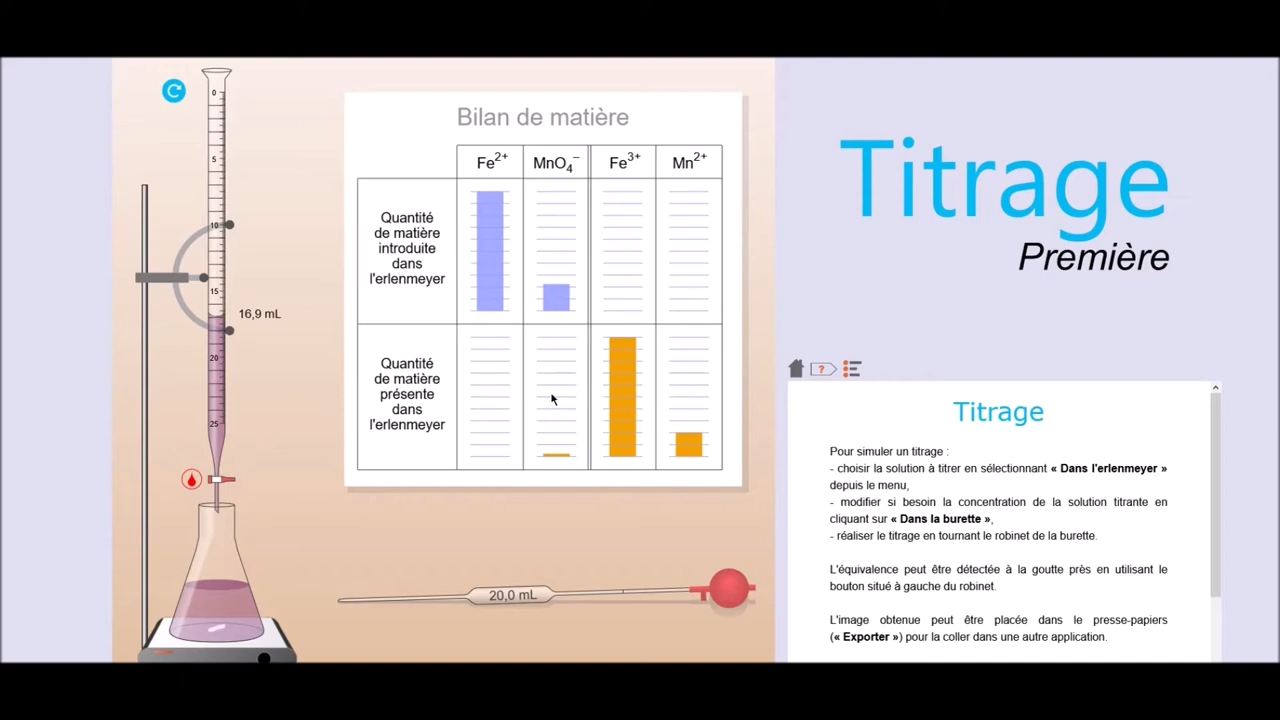 Bilan de matière
Fe2+ MnO4− Fe3+ Mn2+
Quantité
de matière
introduite
dans
l'erlenmeyer
Quantité
de matière
présente
dans
l'erlenmeyer
0
5
10
15
16,9 mL
20
25
20,0 mL
Titrage
Première
?
Titrage
Pour simuler un titrage :
- choisir la solution à titrer en sélectionnant « Dans l'erlenmeyer »
depuis le menu,
- modifier si besoin la concentration de la solution titrante en
cliquant sur « Dans la burette »,
- réaliser le titrage en tournant le robinet de la burette.
L'équivalence peut être détectée à la goutte près en utilisant le
bouton situé à gauche du robinet.
L'image obtenue peut être placée dans le presse-papiers
(« Exporter ») pour la coller dans une autre application.